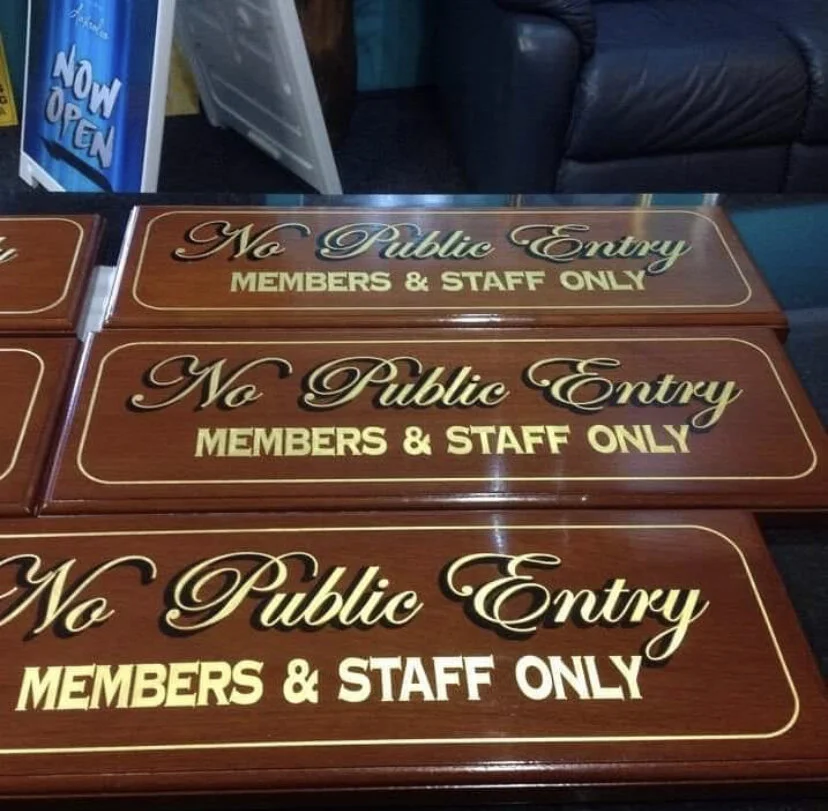 NOW
OPEN
No Public Entry
MEMBERS & STAFF ONLY
No Public Entry
MEMBERS & STAFF ONLY
No Public Entry
MEMBERS & STAFF ONLY